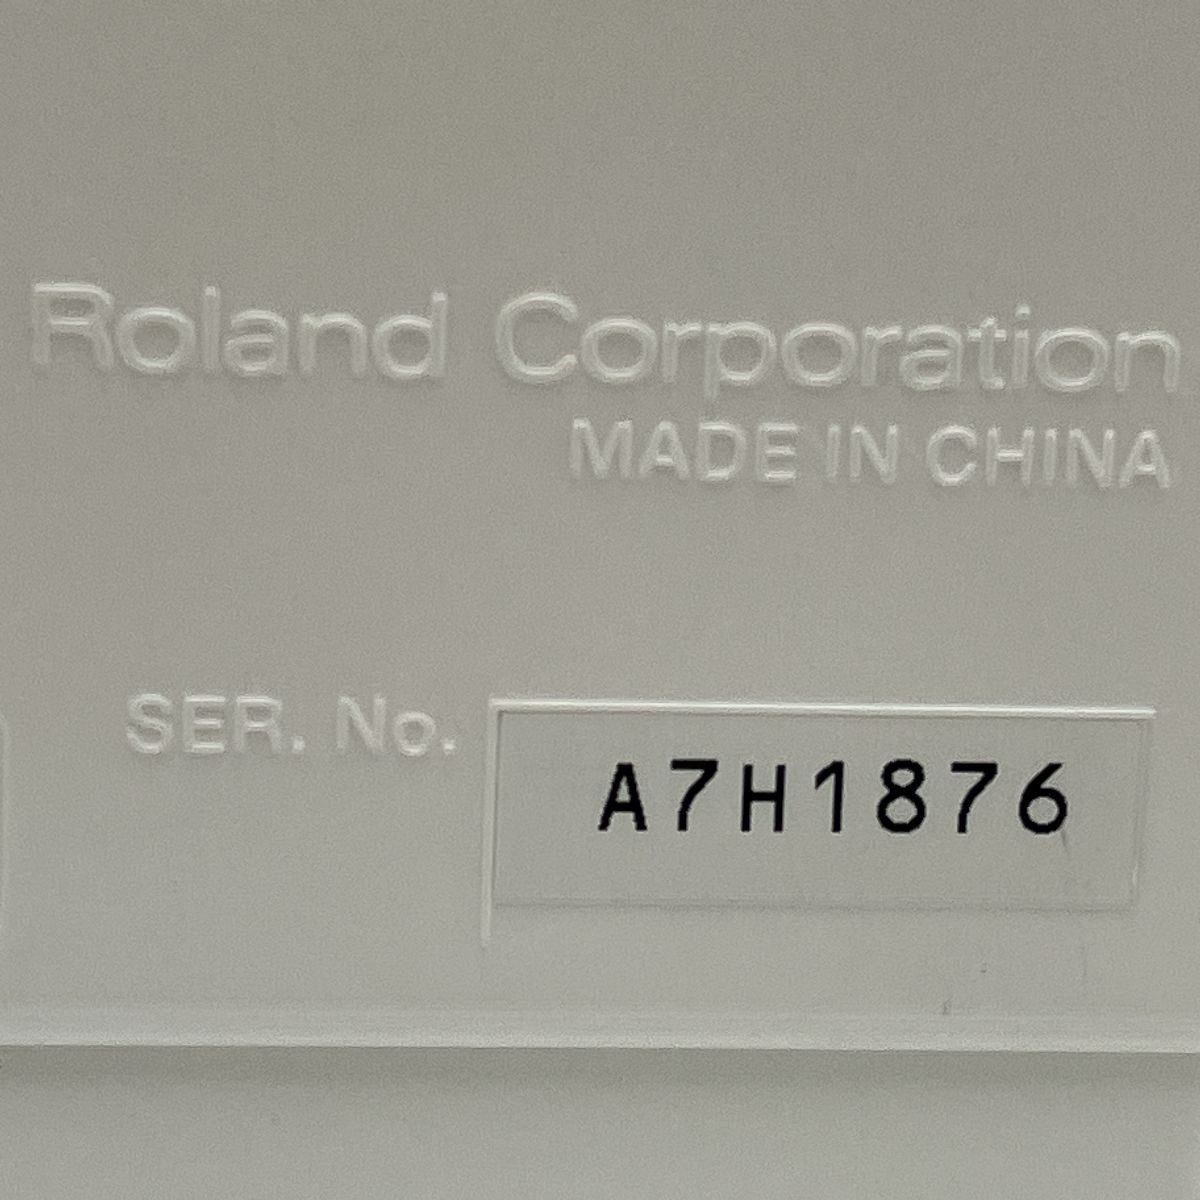 Roland Corporation
MADE IN CHINA
SER. No. A7H1876